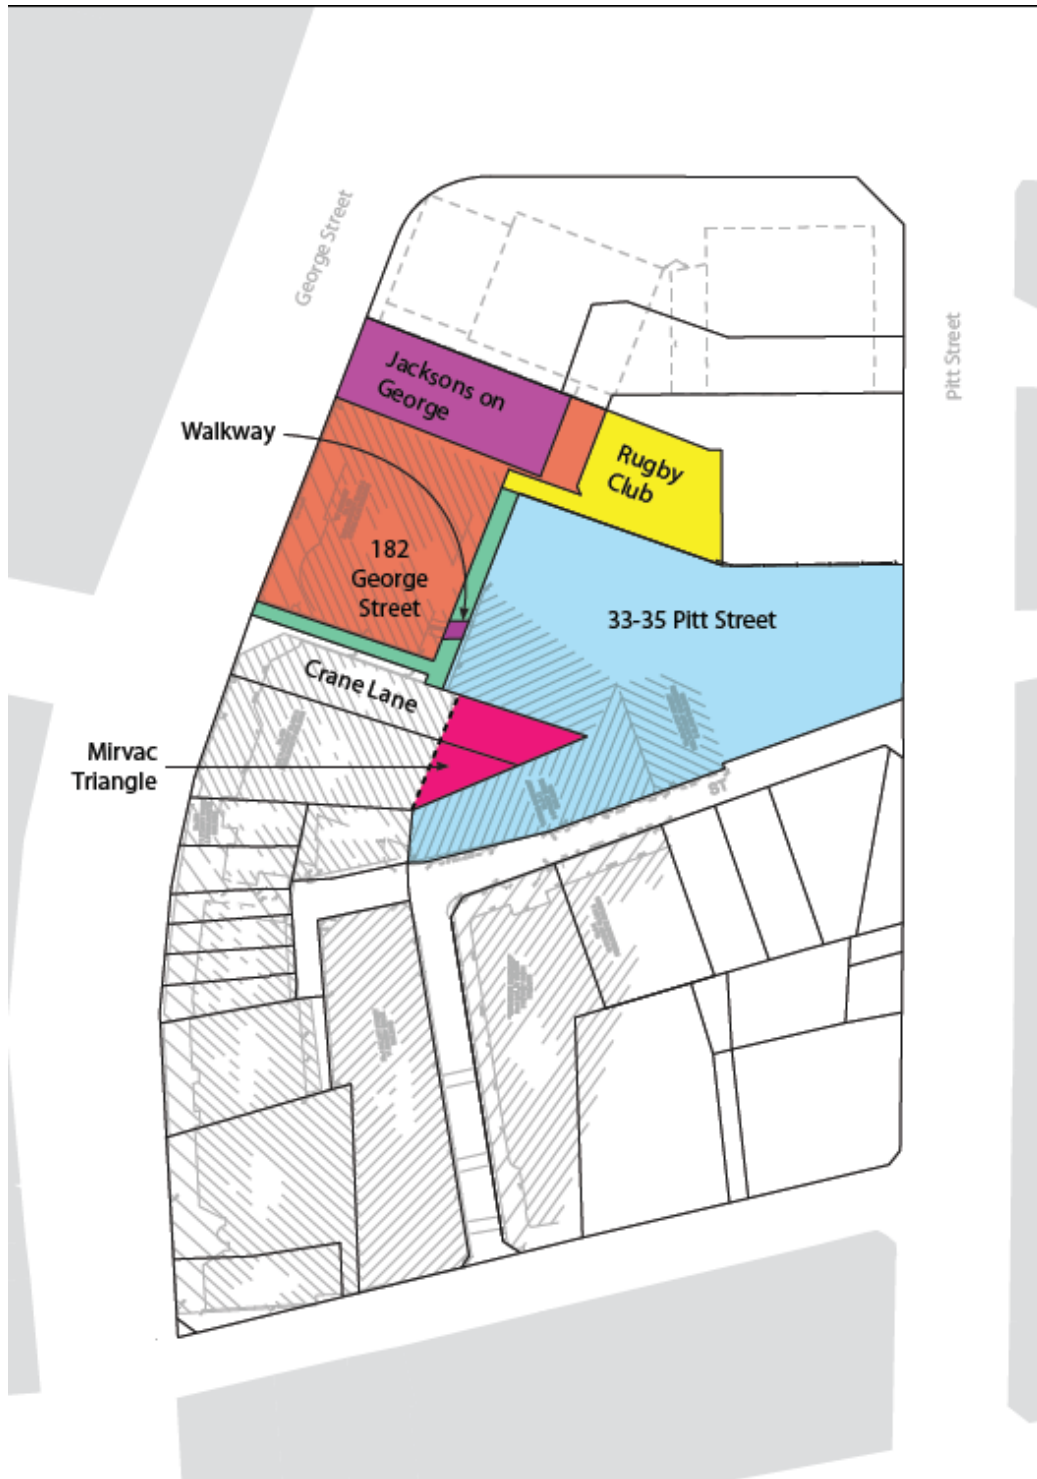 George Street
Pitt Street
Jacksons on
George
Walkway
Rugby
Club
182
George
Street
33-35 Pitt Street
Crane Lane
Mirvac
Triangle
ST